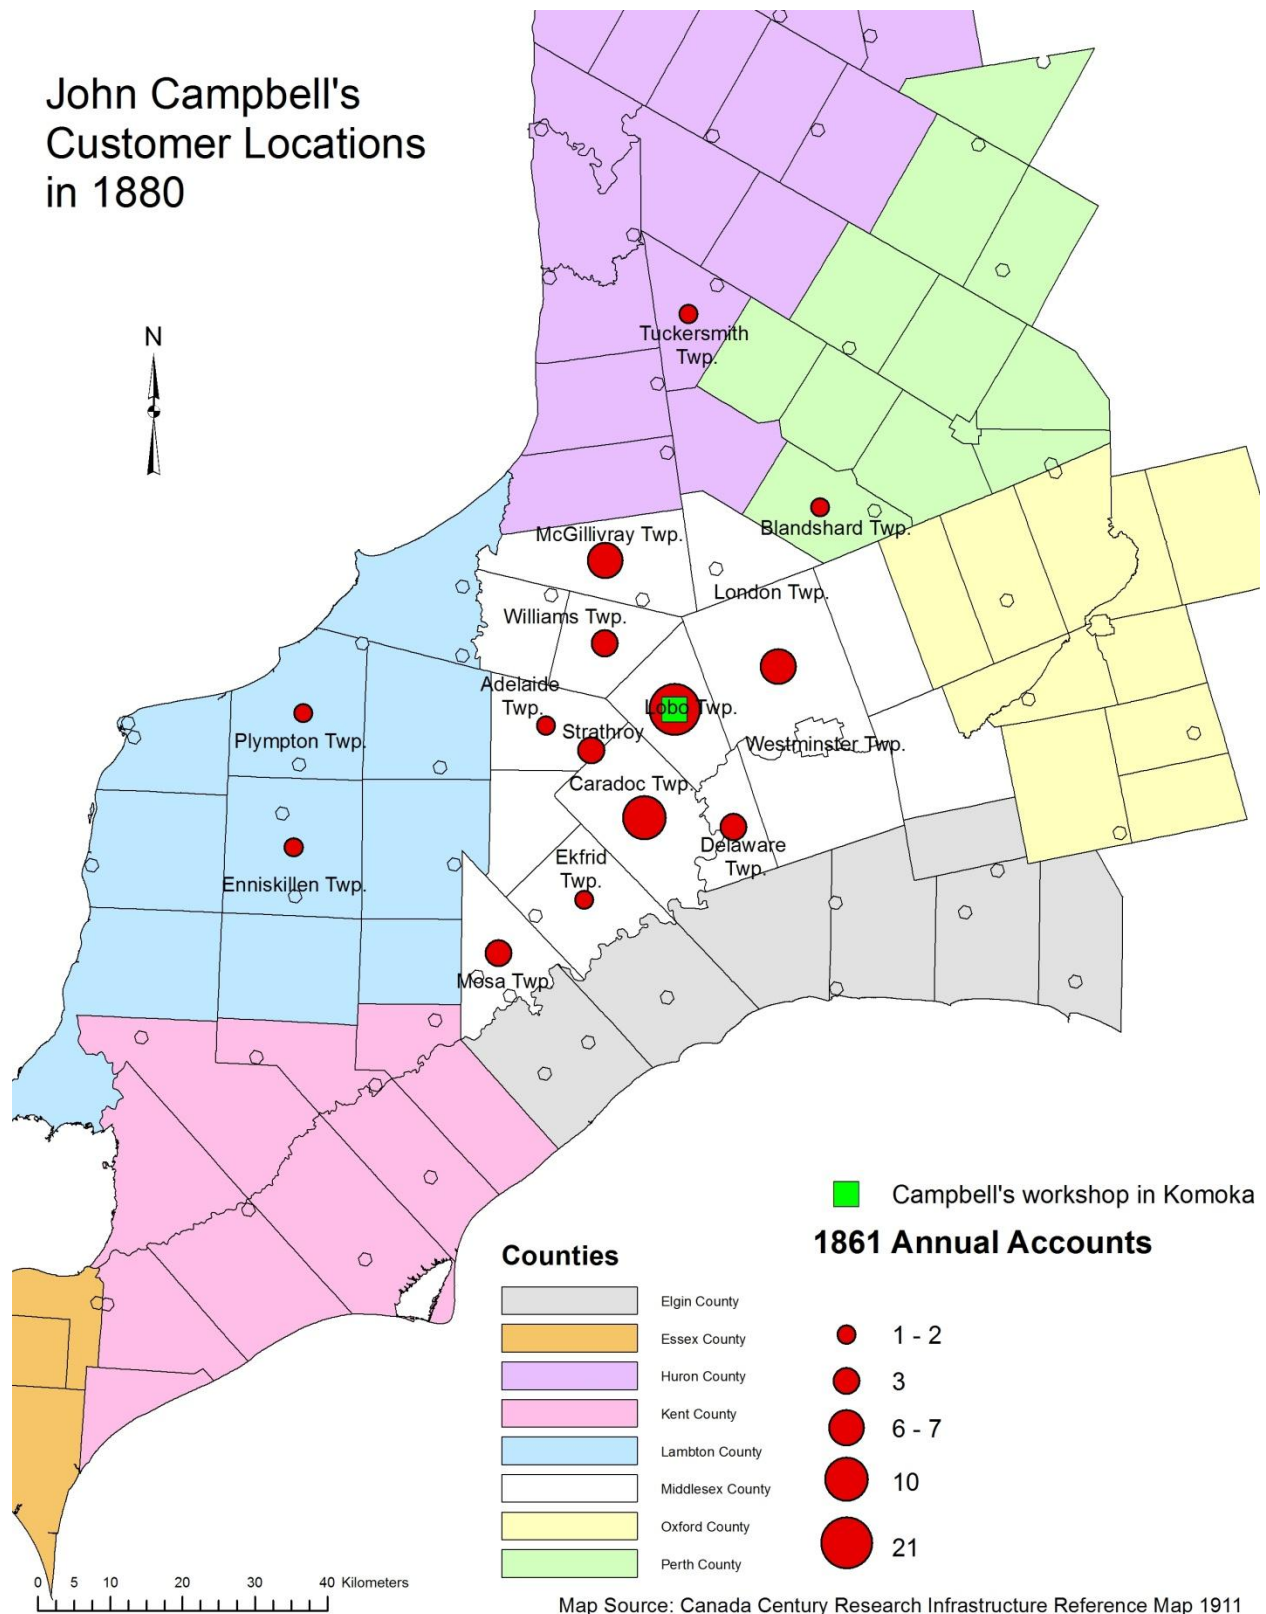 John Campbell's
Customer Locations
in 1880
N
Tuckersmith
Twp.
Blandshard Twp.
McGillivray Twp.
London Twp.
Williams Twp.
Adelaide
Twp.
Lobo Twp.
Strathroy
Plympton Twp.
Westminster Twp.
Caradoc Twp.
Delaware
Twp.
Ekfrid
Twp.
Enniskillen Twp.
Mosa Twp.
Campbell's workshop in Komoka
1861 Annual Accounts
1 - 2
3
6 - 7
10
21
Counties
Elgin County
Essex County
Huron County
Kent County
Lambton County
Middlesex County
Oxford County
Perth County
0 5 10 20 30 40 Kilometers
Map Source: Canada Century Research Infrastructure Reference Map 1911